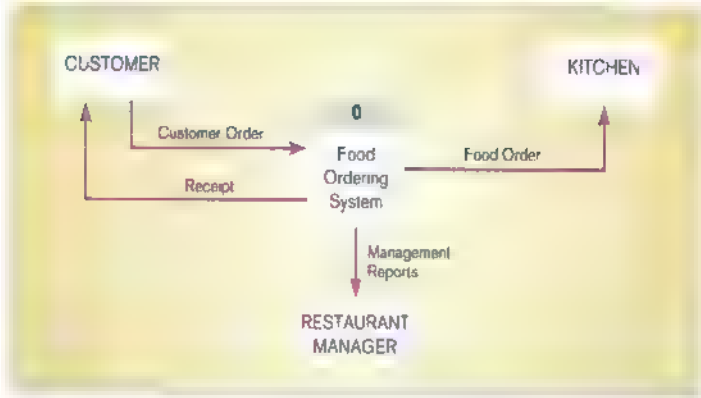 CUSTOMER
KITCHEN
0
Customer Order
Food
Ordering
System
Food Order
Receipt
Management
Reports
RESTAURANT
MANAGER